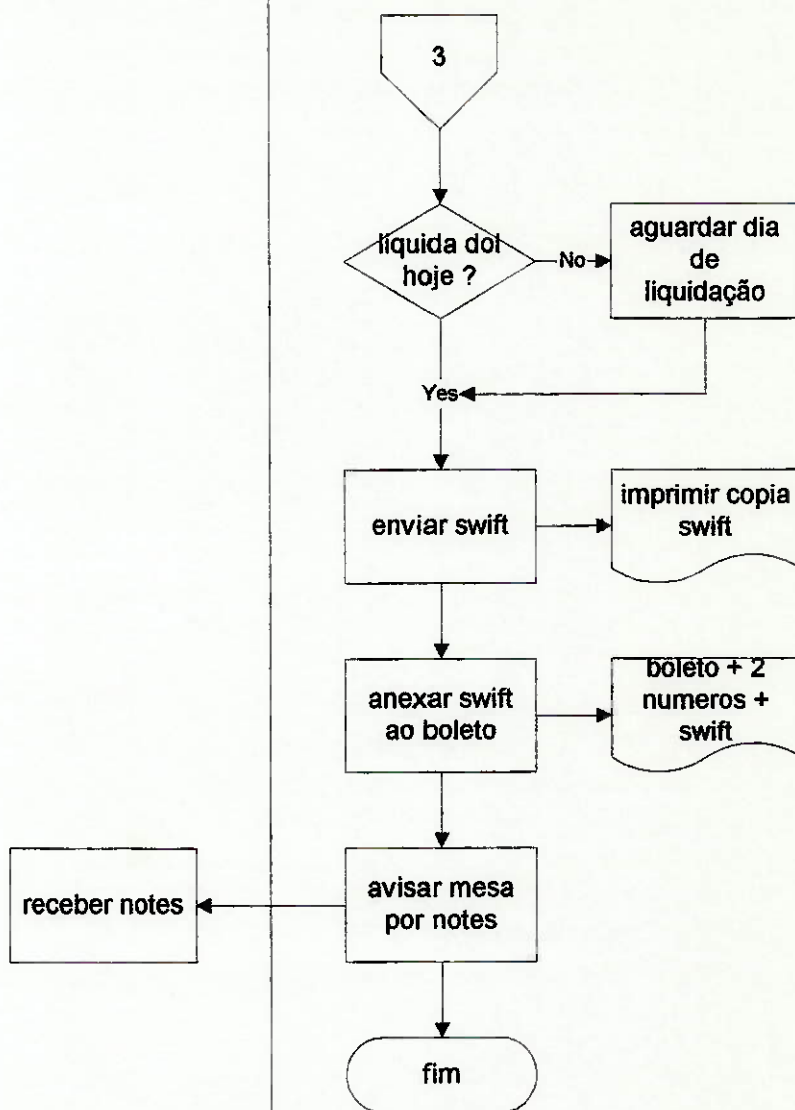 3
liquida dol
hoje ?
No
aguardar dia
de
liquidação
Yes
enviar swift
imprimir copia
swift
anexar swift
ao boleto
boleto + 2
numeros +
swift
receber notes
avisar mesa
por notes
fim